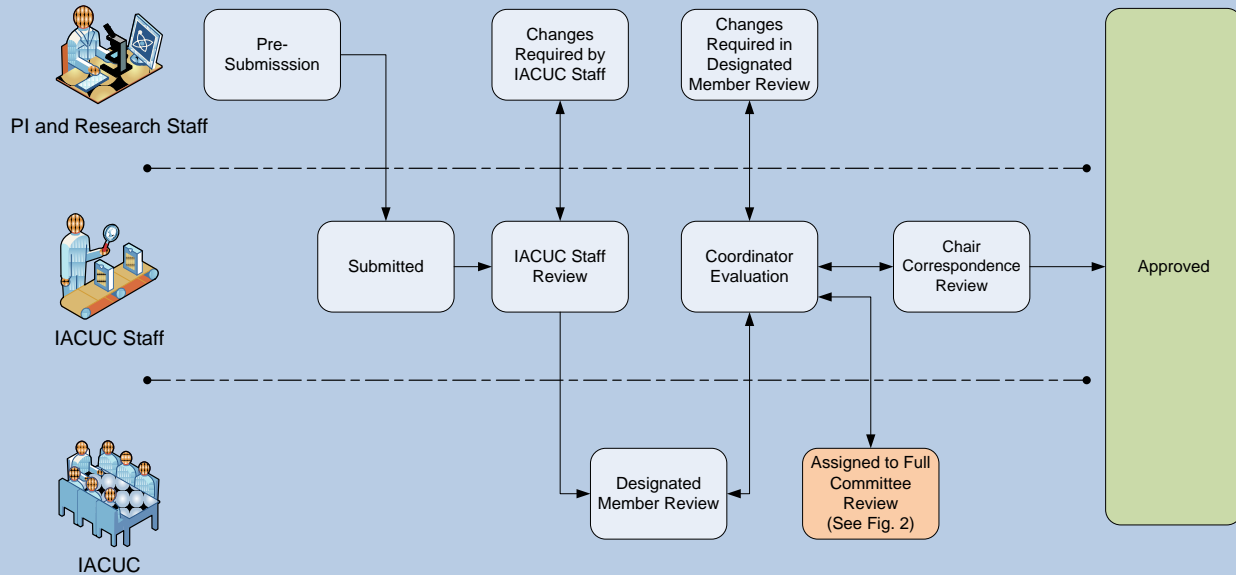 Pre-
Submisssion
Changes
Required by
IACUC Staff
Changes
Required in
Designated
Member Review
PI and Research Staff
Submitted
IACUC Staff
Review
Coordinator
Evaluation
Chair
Correspondence
Review
Approved
IACUC Staff
Designated
Member Review
Assigned to Full
Committee
Review
(See Fig. 2)
IACUC